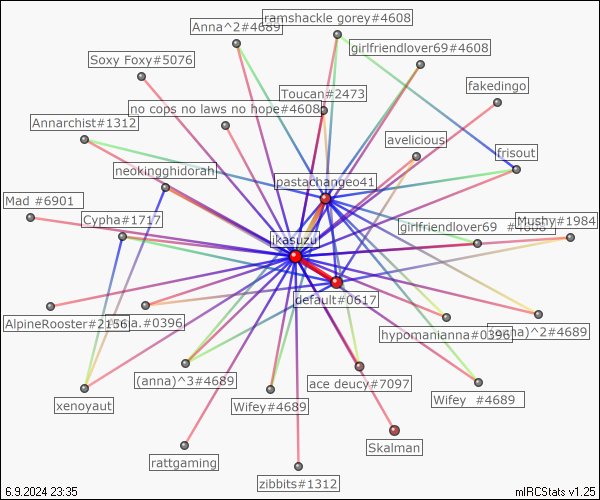 ramshackle gorey#4608
Anna^2#4689
girlfriendlover69#4608
Soxy Foxy#5076
fakedingo
Toucan#2473
no cops no laws no hope#4608
Annarchist#1312
avelicious
frisout
neokingghidorah
pastachangeo41
Mad #6901
Cypha#1717
Mushy#1984
girlfriendlover69 #4608
ikasuzu
default#0617
AlpineRooster#2156
.#0396
)^2#4689
hypomanianna#0396
(anna)^3#4689
ace deucy#7097
xenoyaut
Wifey#4689
Wifey #4689
Skalman
rattgaming
zibbits#1312
6.9.2024 23:35
mIRCStats v1.25